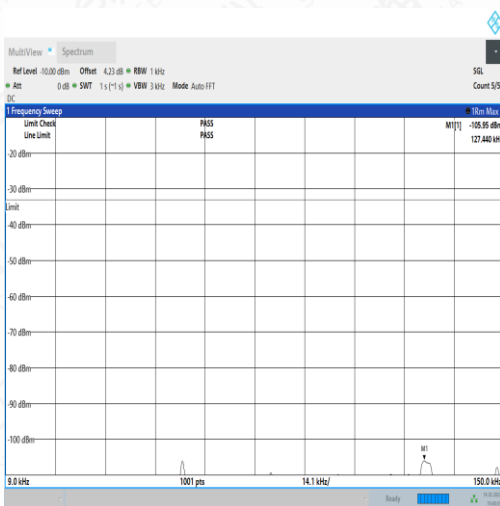 MultiView Spectrum
Ref Level -10.00 dBm Offset 4.23 dB RBW 1 kHz SGL
Att 0 dB SWT 1 s (~1 s) VBW 3 kHz Mode Auto FFT Count 5/5
DC
1 Frequency Sweep 1Rm Max
Limit Check PASS M1[1] -105.95 dBm
Line Limit PASS 127.440 kHz
-20 dBm
-30 dBm
Limit
-40 dBm
-50 dBm
-60 dBm
-70 dBm
-80 dBm
-90 dBm
-100 dBm
M1
9.0 kHz 1001 pts 14.1 kHz/ 150.0 kHz
Ready